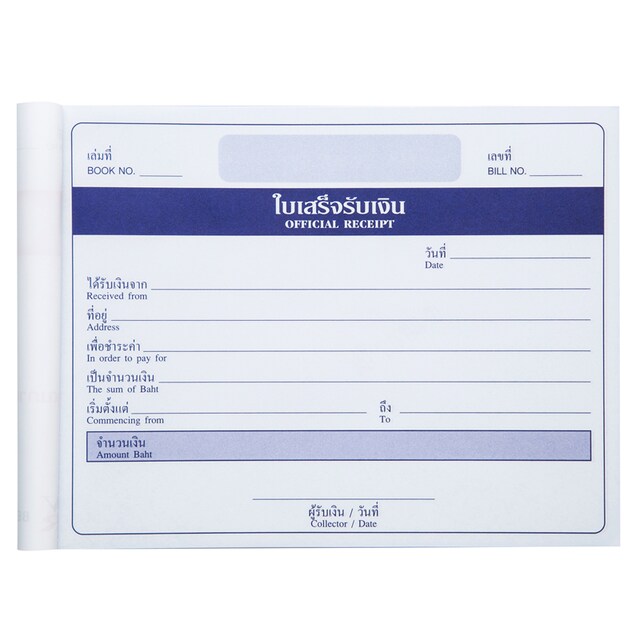 เล่มที่
BOOK NO.
เลขที่
BILL NO.
ใบเสร็จรับเงิน
OFFICIAL RECEIPT
วันที่
Date
ได้รับเงินจาก
Received from
ที่อยู่
Address
เพื่อชำระค่า
In order to pay for
เป็นจำนวนเงิน
The sum of Baht
เริ่มตั้งแต่
Commencing from
ถึง
To
จำนวนเงิน
Amount Baht
ผู้รับเงิน / วันที่
Collector / Date